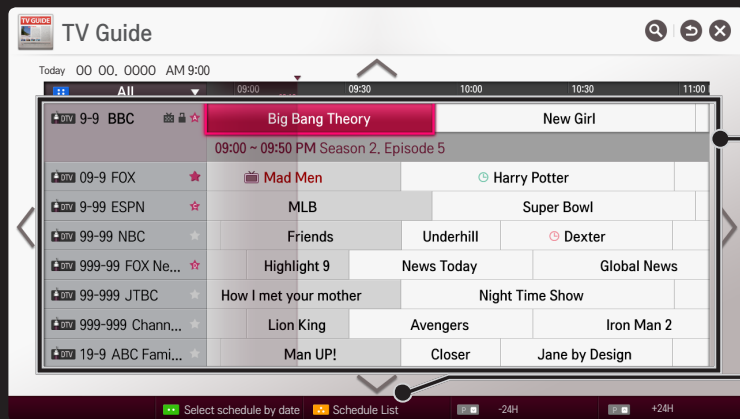 TV GUIDE
TV Guide
Today 00 00, 0000 AM 9:00
All 09:00 09:30 10:00 10:30 11:00
DTV 9-9 BBC Big Bang Theory New Girl
09:00 ~ 09:50 PM Season 2, Episode 5
DTV 09-9 FOX Mad Men Harry Potter
DTV 9-99 ESPN MLB Super Bowl
DTV 99-99 NBC Friends Underhill Dexter
DTV 999-99 FOX Ne... Highlight 9 News Today Global News
DTV 99-999 JTBC How I met your mother Night Time Show
DTV 999-999 Chann... Lion King Avengers Iron Man 2
DTV 19-9 ABC Fami... Man UP! Closer Jane by Design
Select schedule by date Schedule List P -24H P +24H